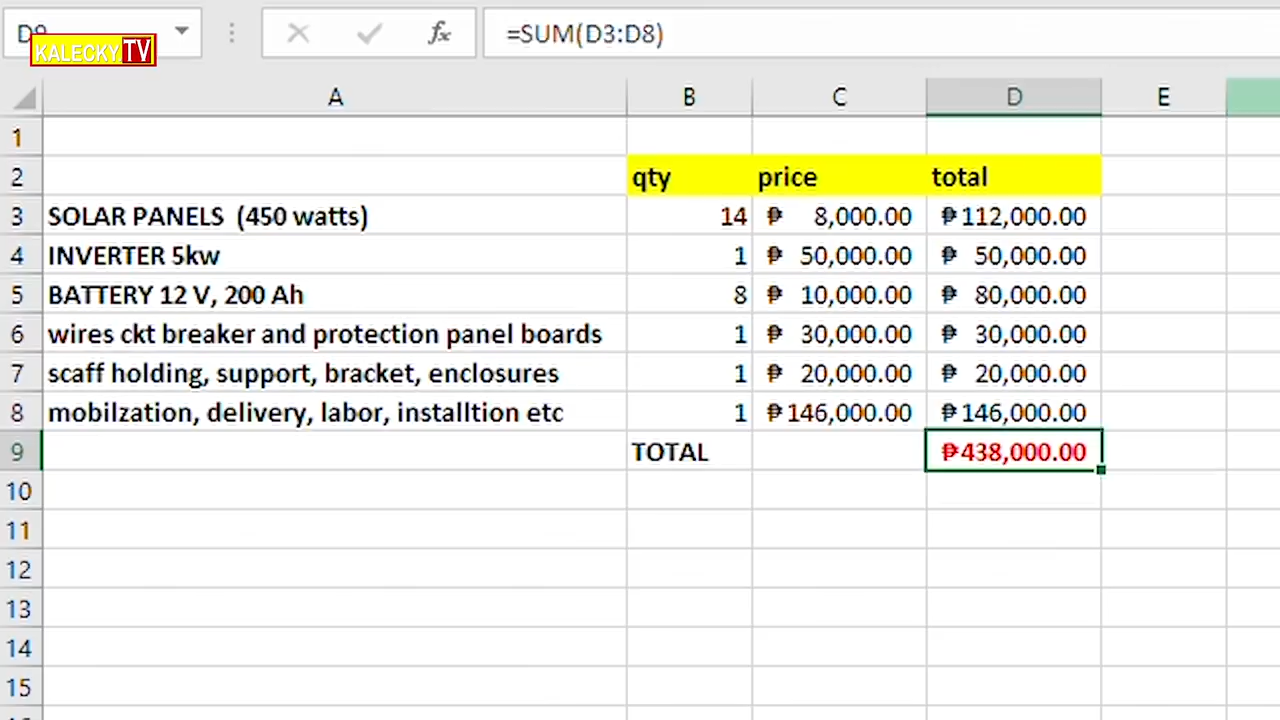 D9
KALECKY TV
fx =SUM(D3:D8)
A B C D E
1
2 qty price total
3 SOLAR PANELS (450 watts) 14 ₱ 8,000.00 ₱112,000.00
4 INVERTER 5kw 1 ₱ 50,000.00 ₱ 50,000.00
5 BATTERY 12 V, 200 Ah 8 ₱ 10,000.00 ₱ 80,000.00
6 wires ckt breaker and protection panel boards 1 ₱ 30,000.00 ₱ 30,000.00
7 scaff holding, support, bracket, enclosures 1 ₱ 20,000.00 ₱ 20,000.00
8 mobilzation, delivery, labor, installtion etc 1 ₱146,000.00 ₱146,000.00
9 TOTAL ₱438,000.00
10
11
12
13
14
15